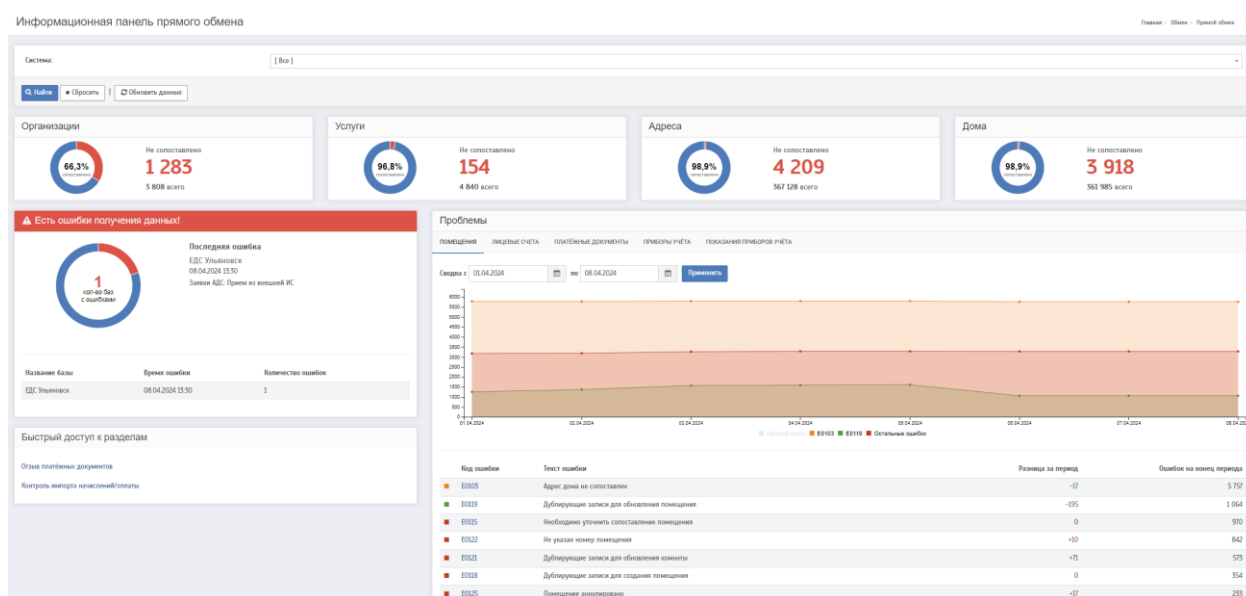 Информационная панель прямого обмена
Главная > Обмен > Прямой обмен
Система:
[ Все ]
Найти
Сбросить
Обновить данные
Организации
66,3%
сопоставлено
Не сопоставлено
1 283
3 808 всего
Услуги
96,8%
сопоставлено
Не сопоставлено
154
4 840 всего
Адреса
98,9%
сопоставлено
Не сопоставлено
4 209
367 128 всего
Дома
98,9%
сопоставлено
Не сопоставлено
3 918
361 985 всего
Есть ошибки получения данных!
1
кол-во баз
с ошибками
Последняя ошибка
ЕДС Ульяновск
08.04.2024 13:30
Заявки АДС: Прием из внешней ИС
Название базы Время ошибки Количество ошибок
ЕДС Ульяновск 08.04.2024 13:30 1
Быстрый доступ к разделам
Отзыв платёжных документов
Контроль импорта начислений/оплаты
Проблемы
ПОМЕЩЕНИЯ ЛИЦЕВЫЕ СЧЕТА ПЛАТЁЖНЫЕ ДОКУМЕНТЫ ПРИБОРЫ УЧЁТА ПОКАЗАНИЯ ПРИБОРОВ УЧЁТА
Сводка с 01.04.2024 по 08.04.2024 Применить
6000
5500
5000
4500
4000
3500
3000
2500
2000
1500
1000
500
0
01.04.2024 02.04.2024 03.04.2024 04.04.2024 05.04.2024 06.04.2024 07.04.2024 08.04.20
E0103 E0119 Остальные ошибки
Код ошибки Текст ошибки Разница за период Ошибок на конец периода
E0103 Адрес дома не сопоставлен -17 5 757
E0119 Дублирующие записи для обновления помещения -195 1 064
E0115 Необходимо уточнить сопоставление помещения 0 970
E0122 Не указан номер помещения +10 842
E0121 Дублирующие записи для обновления комнаты +71 573
E0118 Дублирующие записи для создания помещения 0 354
E0125 Помещение аннулировано +17 233